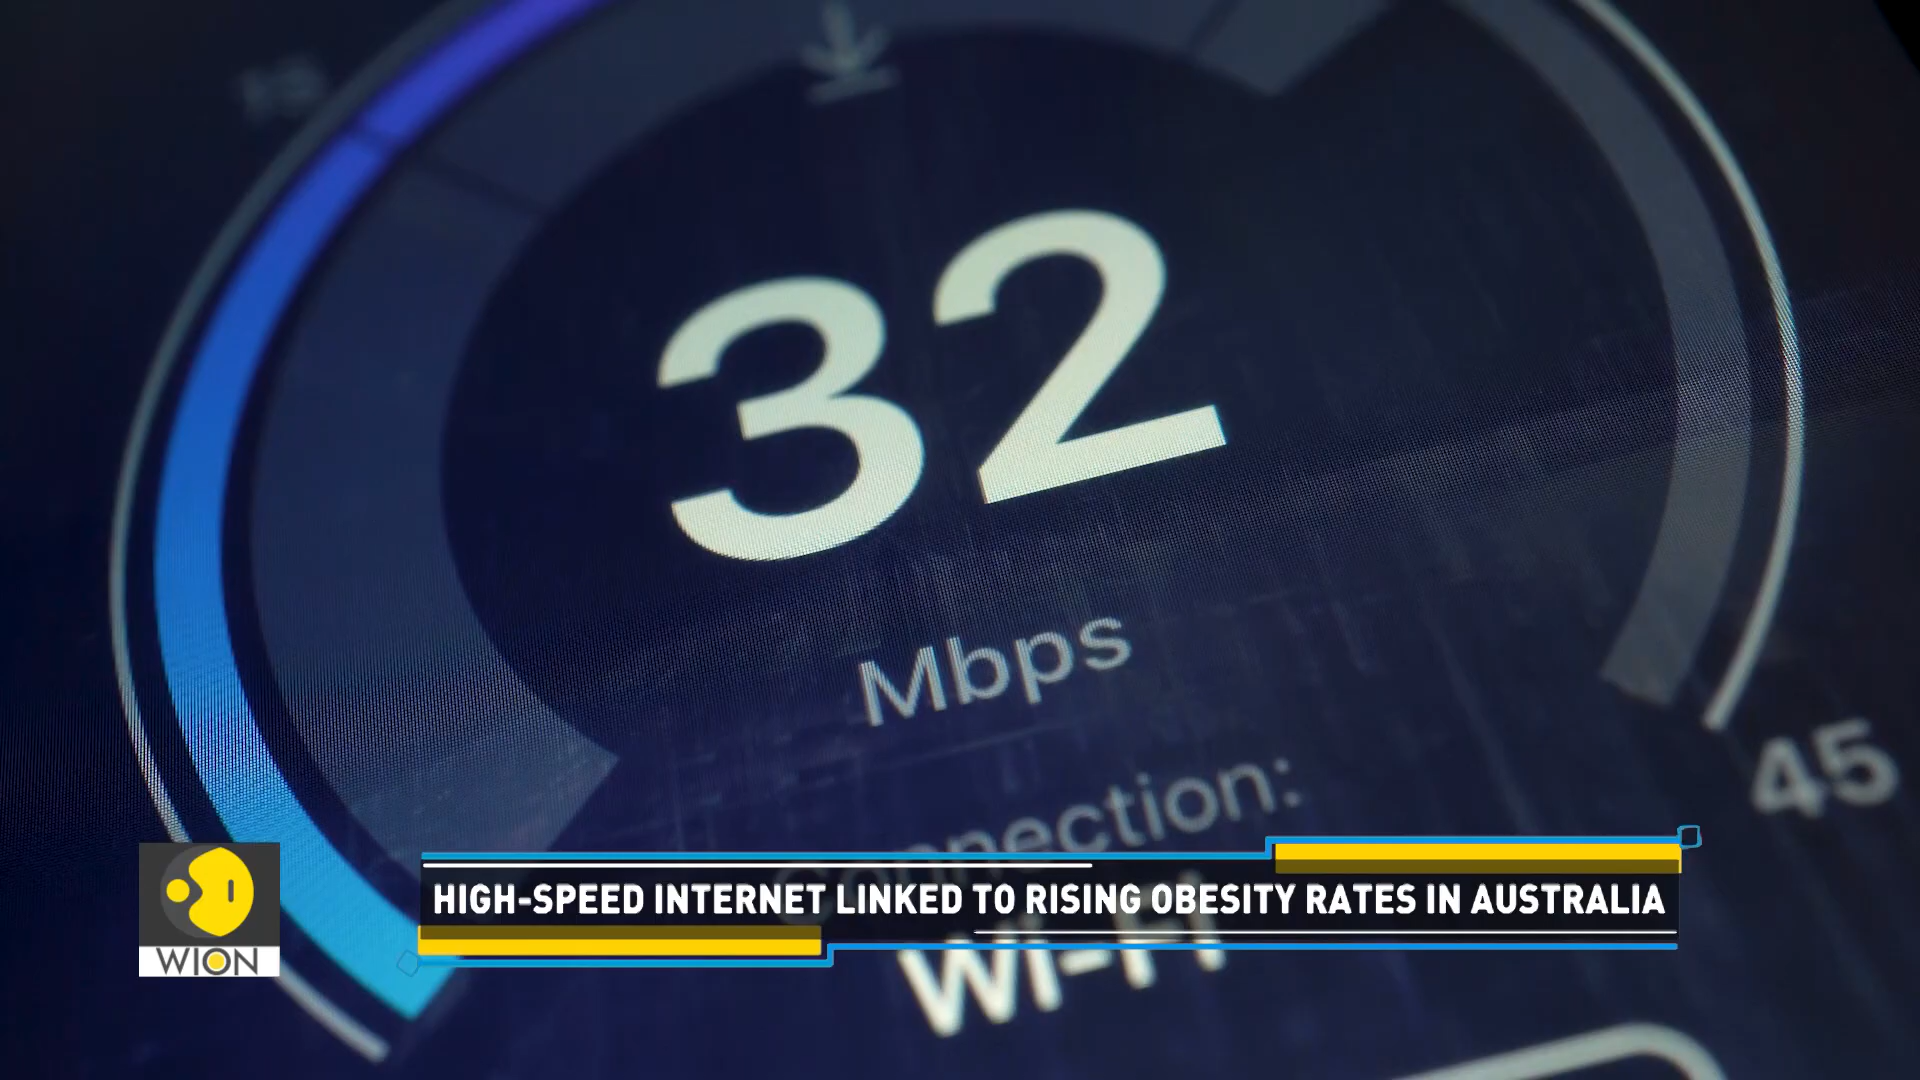 32
Mbps
Connection:
45
HIGH-SPEED INTERNET LINKED TO RISING OBESITY RATES IN AUSTRALIA
Wi-Fi
WION